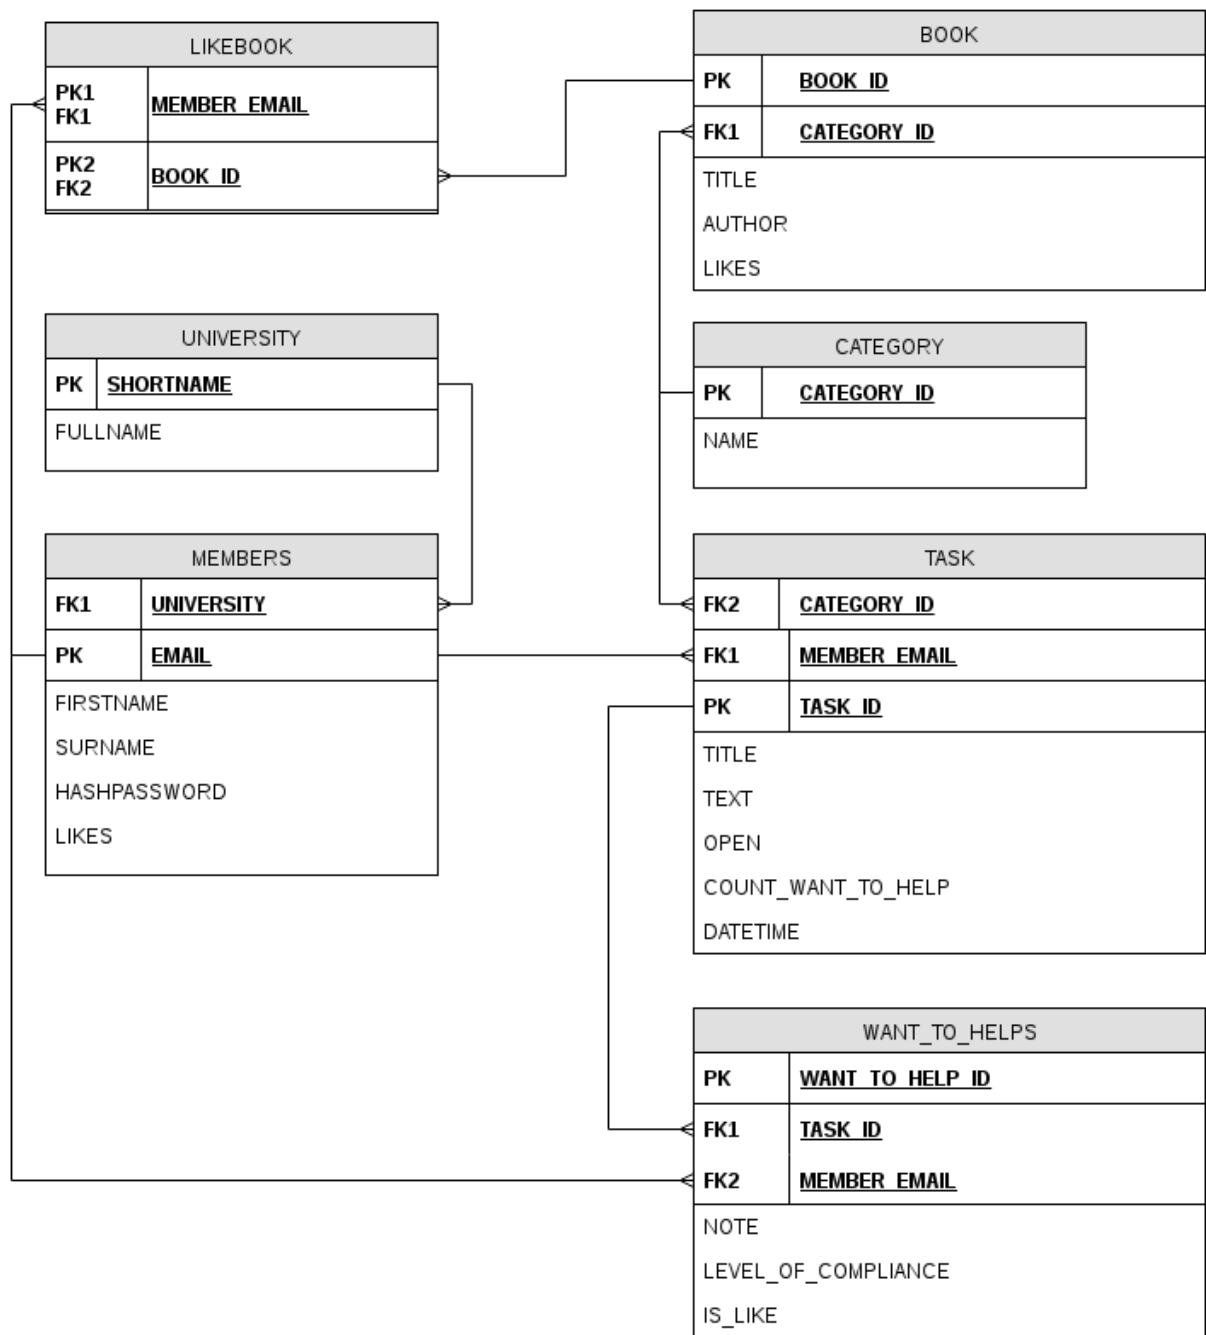 LIKEBOOK
PK1
FK1
MEMBER_EMAIL
PK2
FK2
BOOK_ID
BOOK
PK BOOK_ID
FK1 CATEGORY_ID
TITLE
AUTHOR
LIKES
UNIVERSITY
PK SHORTNAME
FULLNAME
CATEGORY
PK CATEGORY_ID
NAME
MEMBERS
FK1 UNIVERSITY
PK EMAIL
FIRSTNAME
SURNAME
HASHPASSWORD
LIKES
TASK
FK2 CATEGORY_ID
FK1 MEMBER_EMAIL
PK TASK_ID
TITLE
TEXT
OPEN
COUNT_WANT_TO_HELP
DATETIME
WANT_TO_HELPS
PK WANT_TO_HELP_ID
FK1 TASK_ID
FK2 MEMBER_EMAIL
NOTE
LEVEL_OF_COMPLIANCE
IS_LIKE